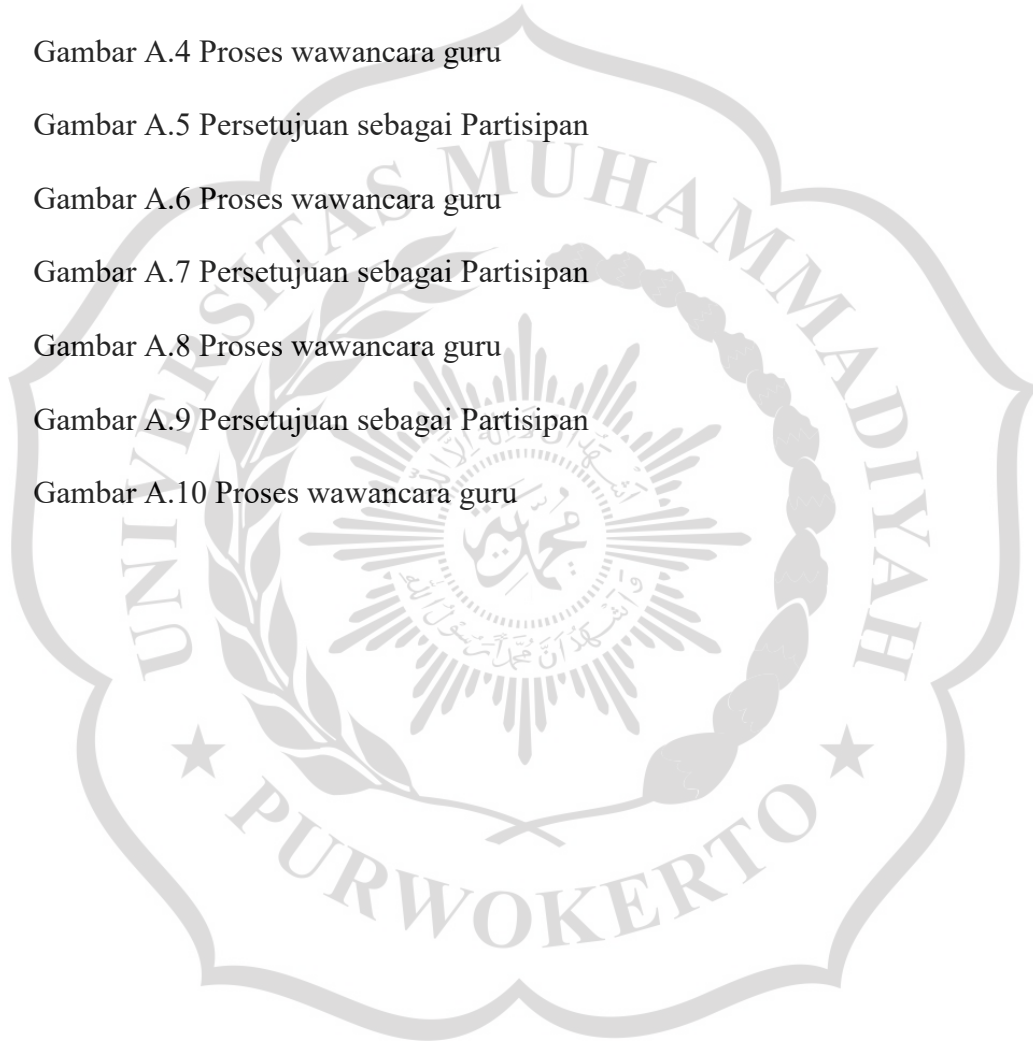 Gambar A.4 Proses wawancara guru
Gambar A.5 Persetujuan sebagai Partisipan
Gambar A.6 Proses wawancara guru
Gambar A.7 Persetujuan sebagai Partisipan
Gambar A.8 Proses wawancara guru
Gambar A.9 Persetujuan sebagai Partisipan
Gambar A.10 Proses wawancara guru
UNIVERSITAS MUHAMMADIYAH
PURWOKERTO